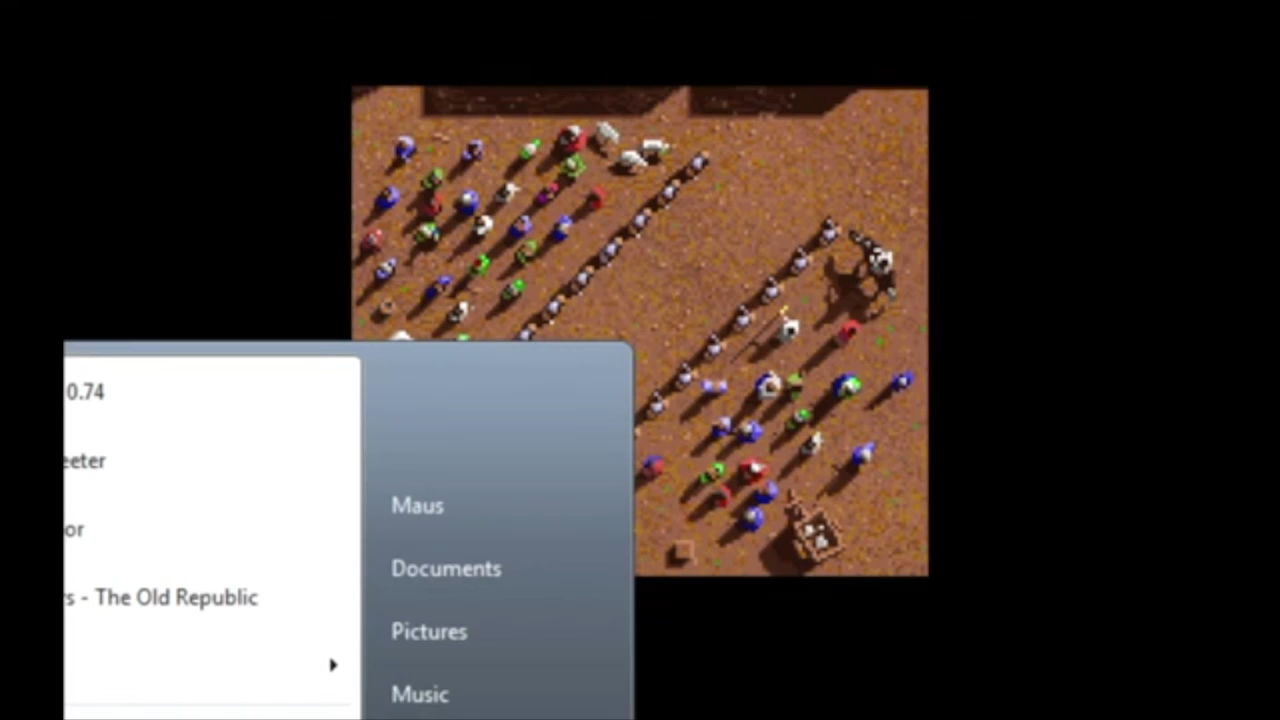 0.74
eeter
or
s - The Old Republic
Maus
Documents
Pictures
Music